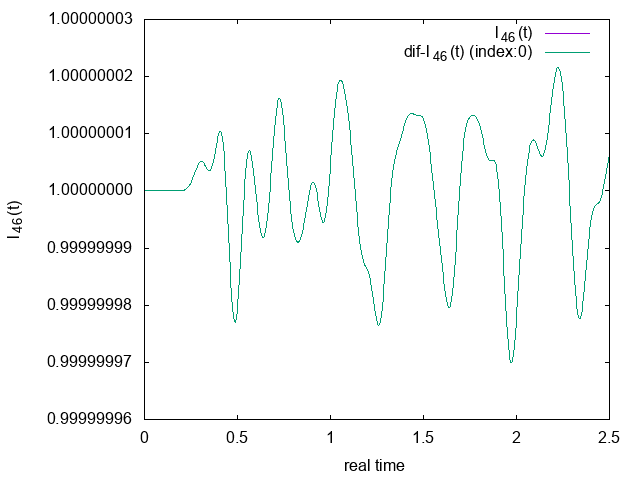 1.00000003
1.00000002
1.00000001
1.00000000
0.99999999
0.99999998
0.99999997
0.99999996
I46(t)
I46(t)
dif-I46(t) (index:0)
0 0.5 1 1.5 2 2.5
real time